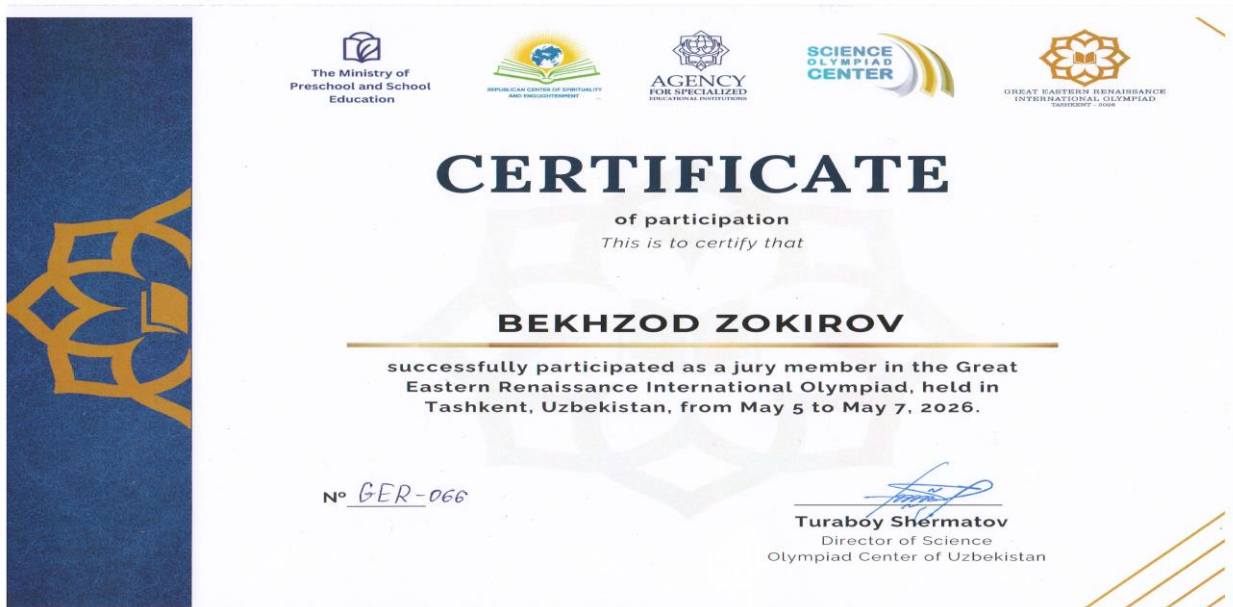 The Ministry of
Preschool and School
Education
REPUBLICAN CENTER OF SPIRITUALITY
AND ENLIGHTENMENT
AGENCY
FOR SPECIALIZED
EDUCATIONAL INSTITUTIONS
SCIENCE
OLYMPIAD
CENTER
GREAT EASTERN RENAISSANCE
INTERNATIONAL OLYMPIAD
TASHKENT - 2026
CERTIFICATE
of participation
This is to certify that
BEKHZOD ZOKIROV
successfully participated as a jury member in the Great
Eastern Renaissance International Olympiad, held in
Tashkent, Uzbekistan, from May 5 to May 7, 2026.
Nº GER-066
Turaboy Shermatov
Director of Science
Olympiad Center of Uzbekistan